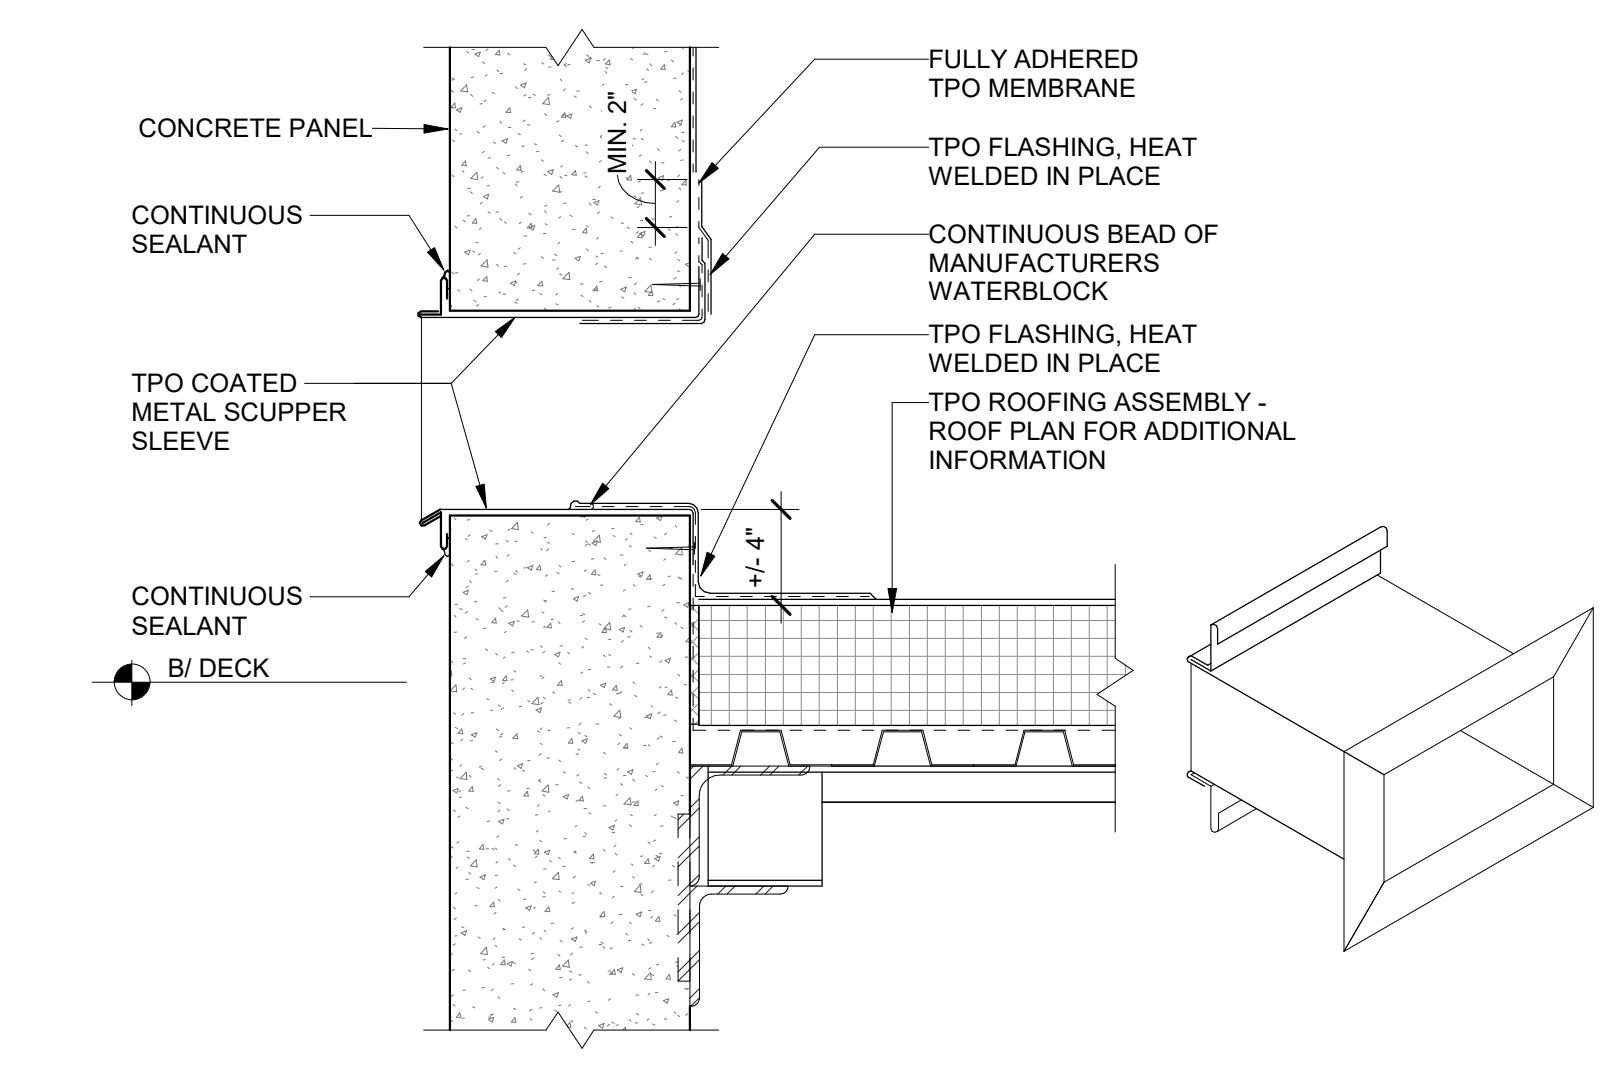 CONCRETE PANEL
CONTINUOUS
SEALANT
TPO COATED
METAL SCUPPER
SLEEVE
CONTINUOUS
SEALANT
B/ DECK
MIN. 2"
+/- 4"
FULLY ADHERED
TPO MEMBRANE
TPO FLASHING, HEAT
WELDED IN PLACE
CONTINUOUS BEAD OF
MANUFACTURERS
WATERBLOCK
TPO FLASHING, HEAT
WELDED IN PLACE
TPO ROOFING ASSEMBLY -
ROOF PLAN FOR ADDITIONAL
INFORMATION